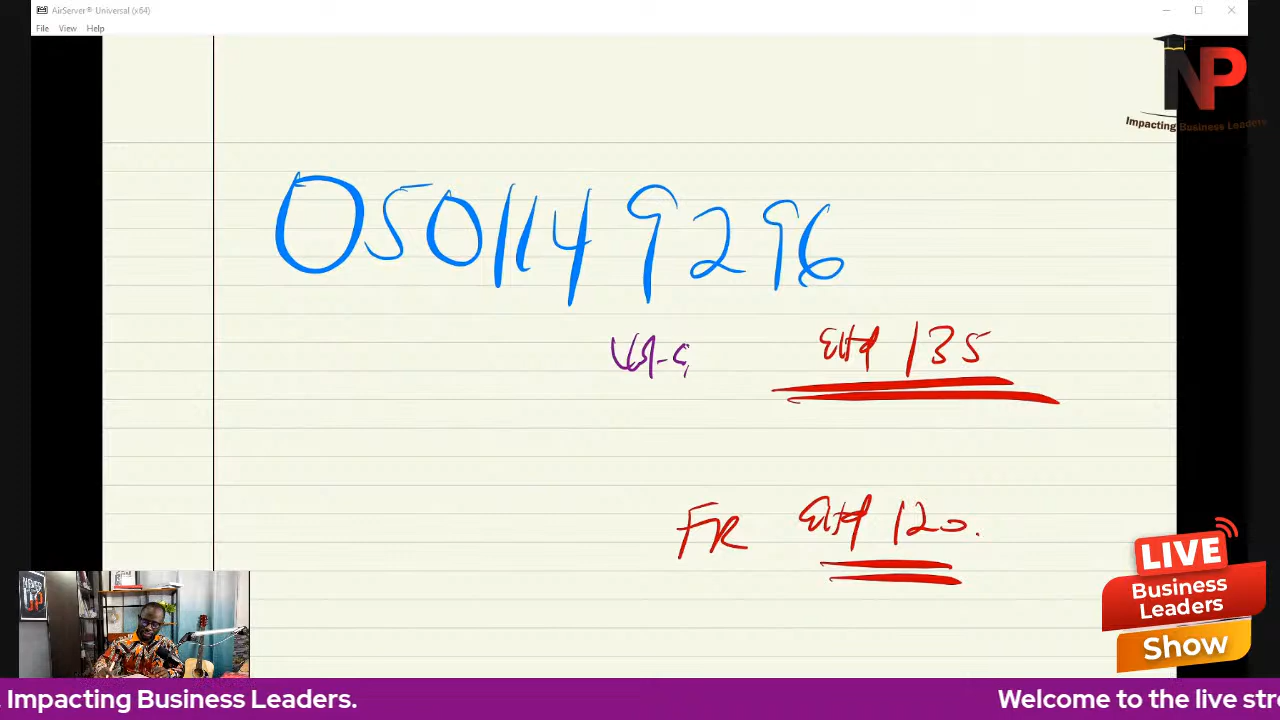 AirServer® Universal (x64)
File View Help
NP
Impacting Business Leaders
0501149296
135
FR
120.
LIVE
Business
Leaders
Show
. Impacting Business Leaders.
Welcome to the live stre